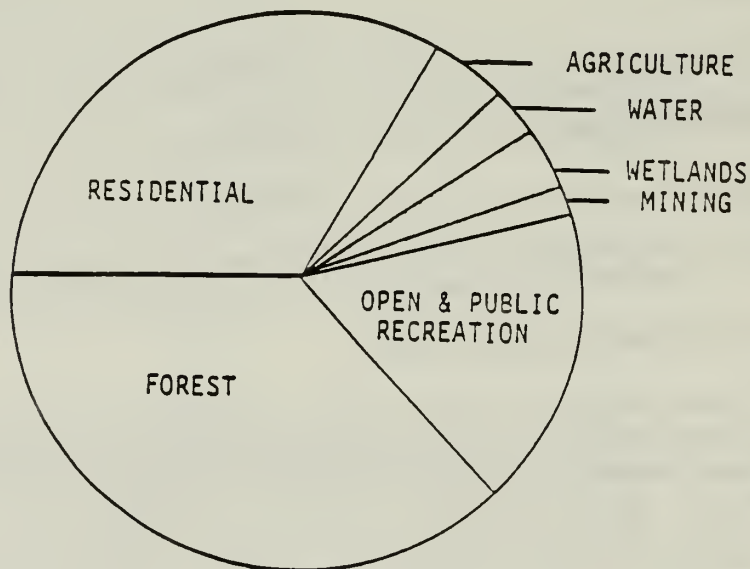 AGRICULTURE
WATER
WETLANDS
MINING
RESIDENTIAL
OPEN & PUBLIC
RECREATION
FOREST